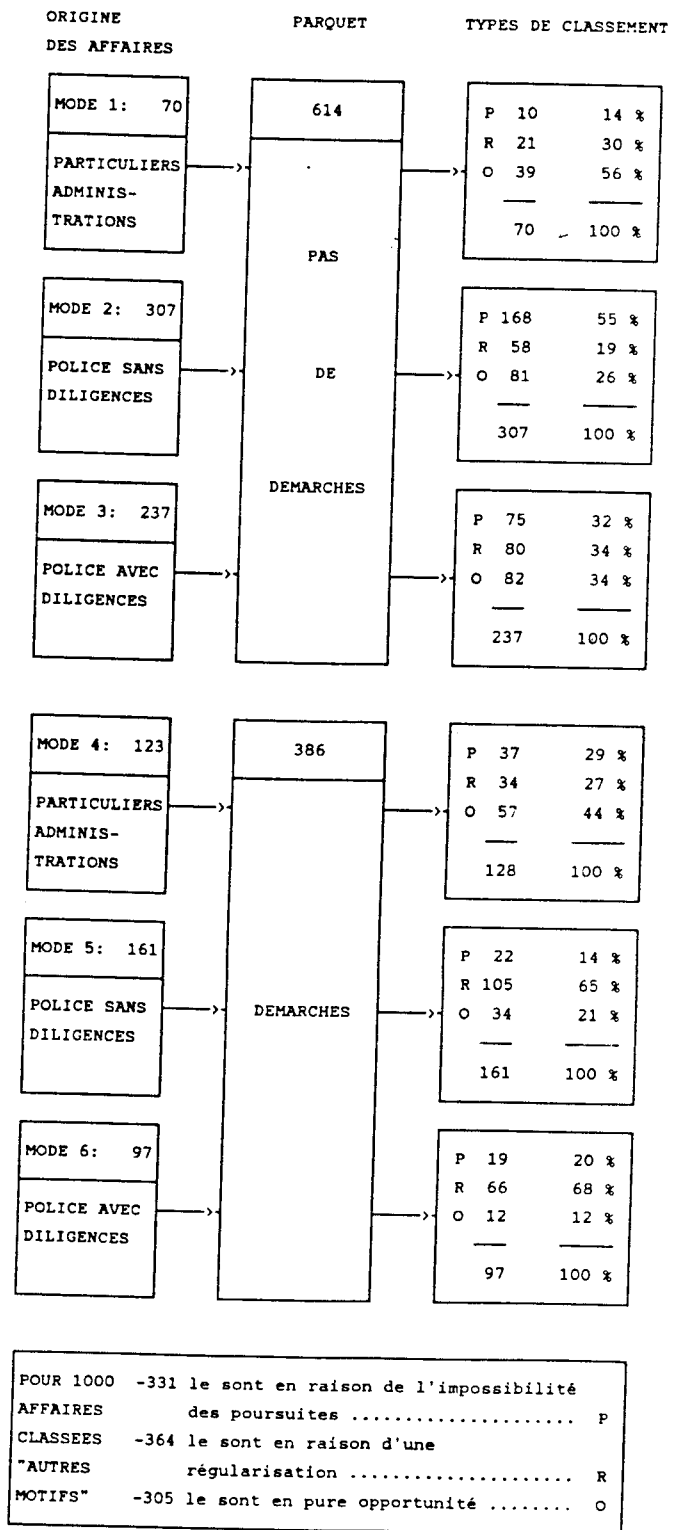 ORIGINE PARQUET TYPES DE CLASSEMENT
DES AFFAIRES
MODE 1: 70
614
P 10 14 %
R 21 30 %
PARTICULIERS
O 39 56 %
ADMINIS-
TRATIONS
70 100 %
PAS
MODE 2: 307
P 168 55 %
R 58 19 %
POLICE SANS
DE
O 81 26 %
DILIGENCES
307 100 %
DEMARCHES
MODE 3: 237
P 75 32 %
R 80 34 %
POLICE AVEC
O 82 34 %
DILIGENCES
237 100 %
MODE 4: 123
386
P 37 29 %
R 34 27 %
PARTICULIERS
O 57 44 %
ADMINIS-
TRATIONS
128 100 %
MODE 5: 161
P 22 14 %
R 105 65 %
POLICE SANS
DEMARCHES
O 34 21 %
DILIGENCES
161 100 %
MODE 6: 97
P 19 20 %
R 66 68 %
POLICE AVEC
O 12 12 %
DILIGENCES
97 100 %
POUR 1000 -331 le sont en raison de l'impossibilité
AFFAIRES des poursuites ..................... P
CLASSEES -364 le sont en raison d'une
"AUTRES régularisation ..................... R
MOTIFS" -305 le sont en pure opportunité ........ O